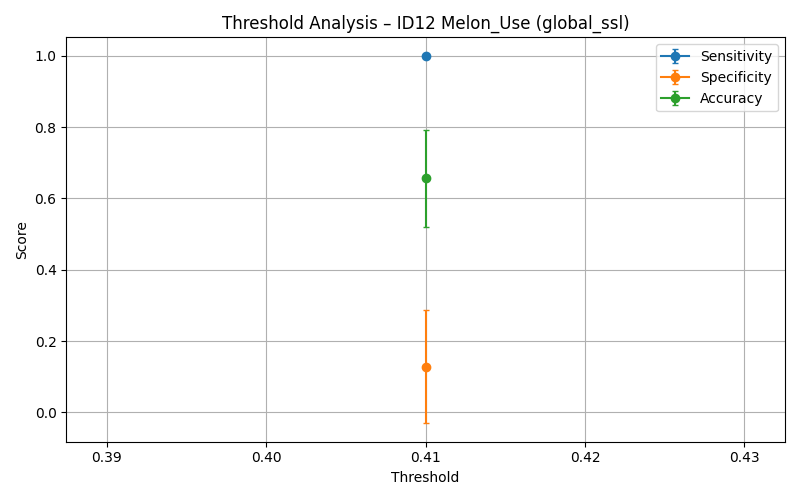 Threshold Analysis – ID12 Melon_Use (global_ssl)
Sensitivity
Specificity
Accuracy
Score
1.0
0.8
0.6
0.4
0.2
0.0
0.39 0.40 0.41 0.42 0.43
Threshold